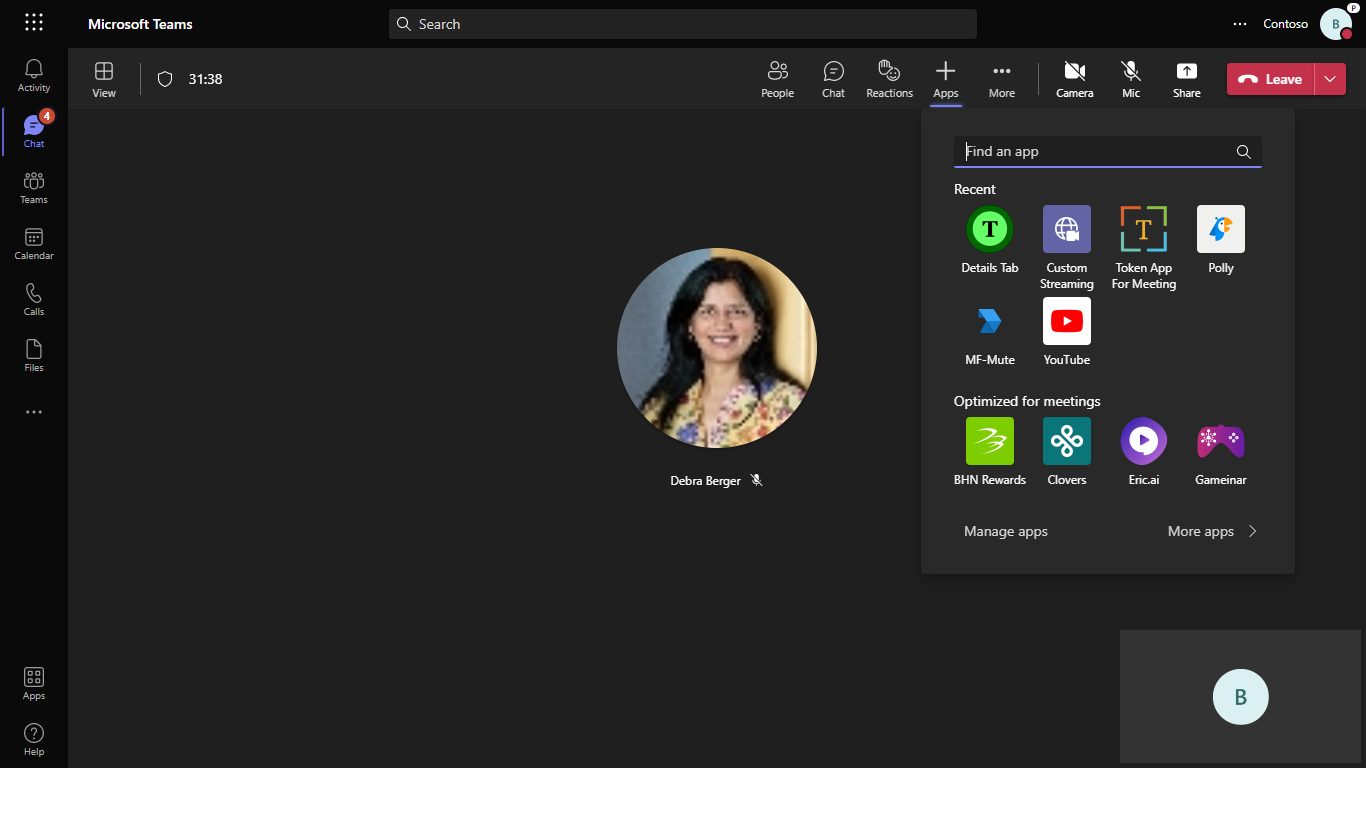 Microsoft Teams
Search
Contoso
B
P
Activity
4
Chat
Teams
Calendar
Calls
Files
Apps
Help
View
31:38
People
Chat
Reactions
Apps
More
Camera
Mic
Share
Leave
Find an app
Recent
T
T
Details Tab
Custom
Streaming
Token App
For Meeting
Polly
MF-Mute
YouTube
Optimized for meetings
BHN Rewards
Clovers
Eric.ai
Gameinar
Manage apps
More apps
Debra Berger
B